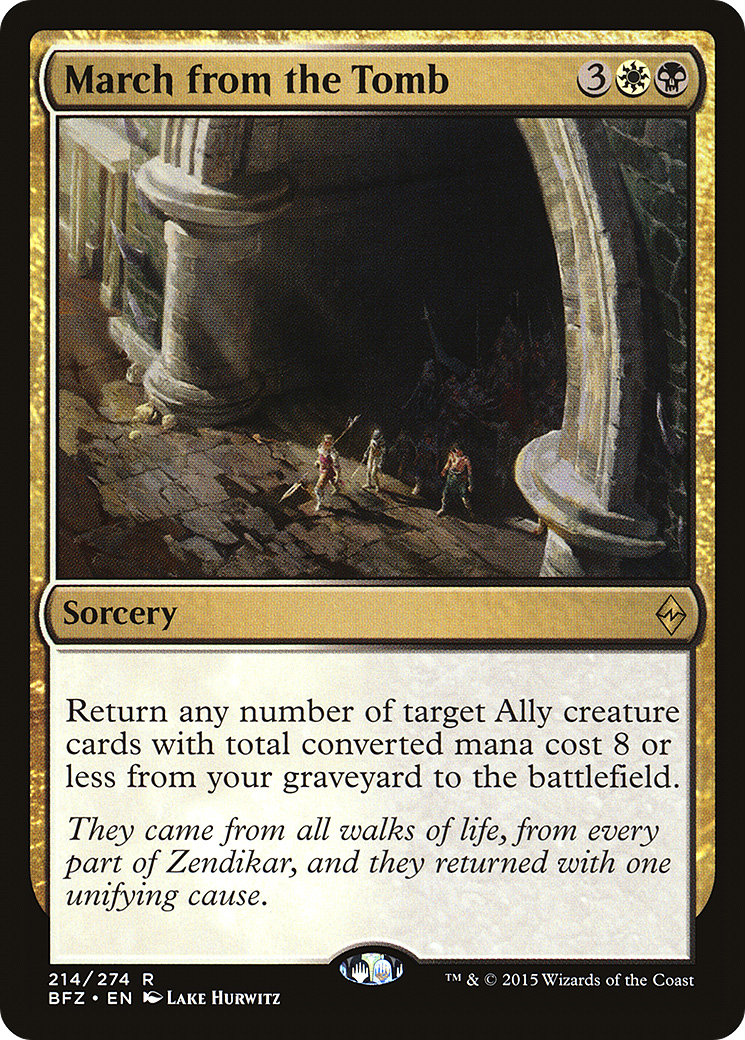 March from the Tomb 3
Sorcery
Return any number of target Ally creature
cards with total converted mana cost 8 or
less from your graveyard to the battlefield.
They came from all walks of life, from every
part of Zendikar, and they returned with one
unifying cause.
214/274 R
BFZ • EN Lake Hurwitz
™ & © 2015 Wizards of the Coast